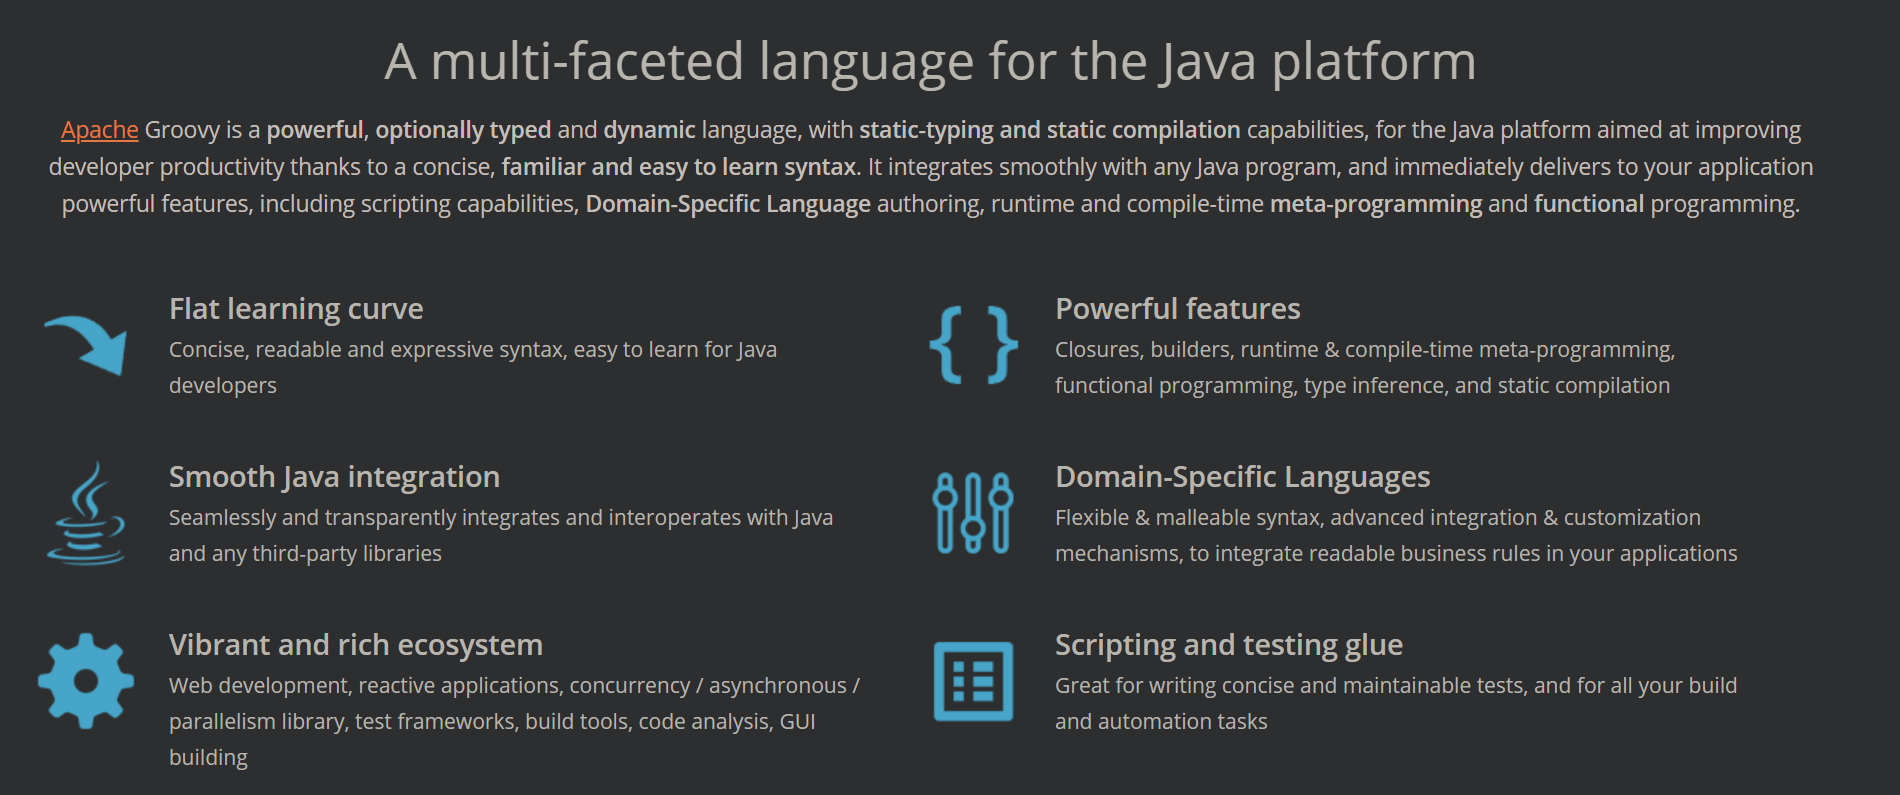 A multi-faceted language for the Java platform
Apache Groovy is a powerful, optionally typed and dynamic language, with static-typing and static compilation capabilities, for the Java platform aimed at improving
developer productivity thanks to a concise, familiar and easy to learn syntax. It integrates smoothly with any Java program, and immediately delivers to your application
powerful features, including scripting capabilities, Domain-Specific Language authoring, runtime and compile-time meta-programming and functional programming.
Flat learning curve
Concise, readable and expressive syntax, easy to learn for Java
developers
Powerful features
Closures, builders, runtime & compile-time meta-programming,
functional programming, type inference, and static compilation
Smooth Java integration
Seamlessly and transparently integrates and interoperates with Java
and any third-party libraries
Domain-Specific Languages
Flexible & malleable syntax, advanced integration & customization
mechanisms, to integrate readable business rules in your applications
Vibrant and rich ecosystem
Web development, reactive applications, concurrency / asynchronous /
parallelism library, test frameworks, build tools, code analysis, GUI
building
Scripting and testing glue
Great for writing concise and maintainable tests, and for all your build
and automation tasks